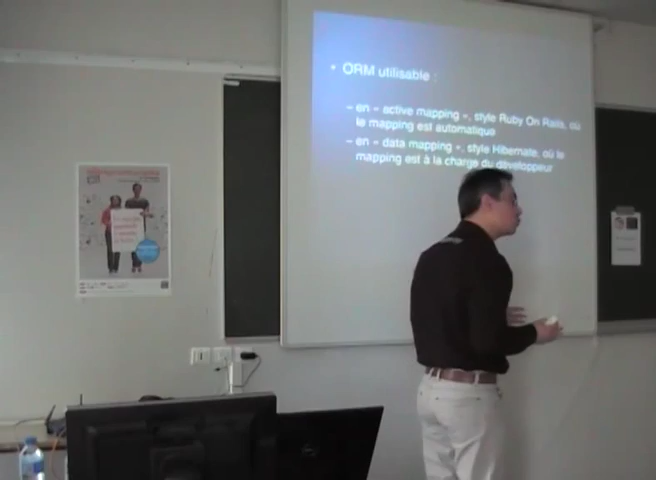 • ORM utilisable :
– en « active mapping », style Ruby On Rails, où
le mapping est automatique
– en « data mapping », style Hibernate, où le
mapping est à la charge du développeur